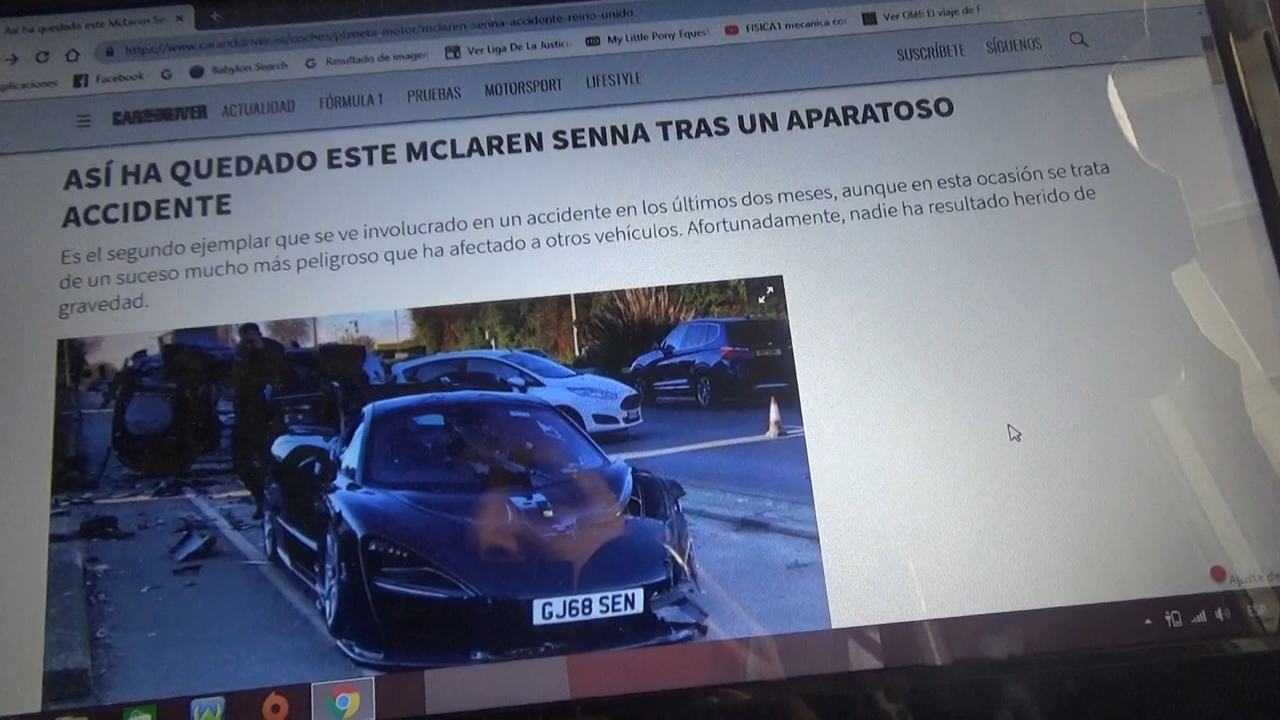 Así ha quedado este McLaren Se
https://www.caranddriver.es/coches/planeta-motor/mclaren-senna-accidente-reino-unido
plicaciones Facebook Babylon Search Resultado de imagen Ver Liga De La Justic My Little Pony Equest FISICA1 mecanica co Ver Olé!: El viaje de F
CAR AND DRIVER ACTUALIDAD FÓRMULA 1 PRUEBAS MOTORSPORT LIFESTYLE SUSCRÍBETE SÍGUENOS
ASÍ HA QUEDADO ESTE MCLAREN SENNA TRAS UN APARATOSO
ACCIDENTE
Es el segundo ejemplar que se ve involucrado en un accidente en los últimos dos meses, aunque en esta ocasión se trata
de un suceso mucho más peligroso que ha afectado a otros vehículos. Afortunadamente, nadie ha resultado herido de
gravedad.
GJ68 SEN
Ajuste de
ESP